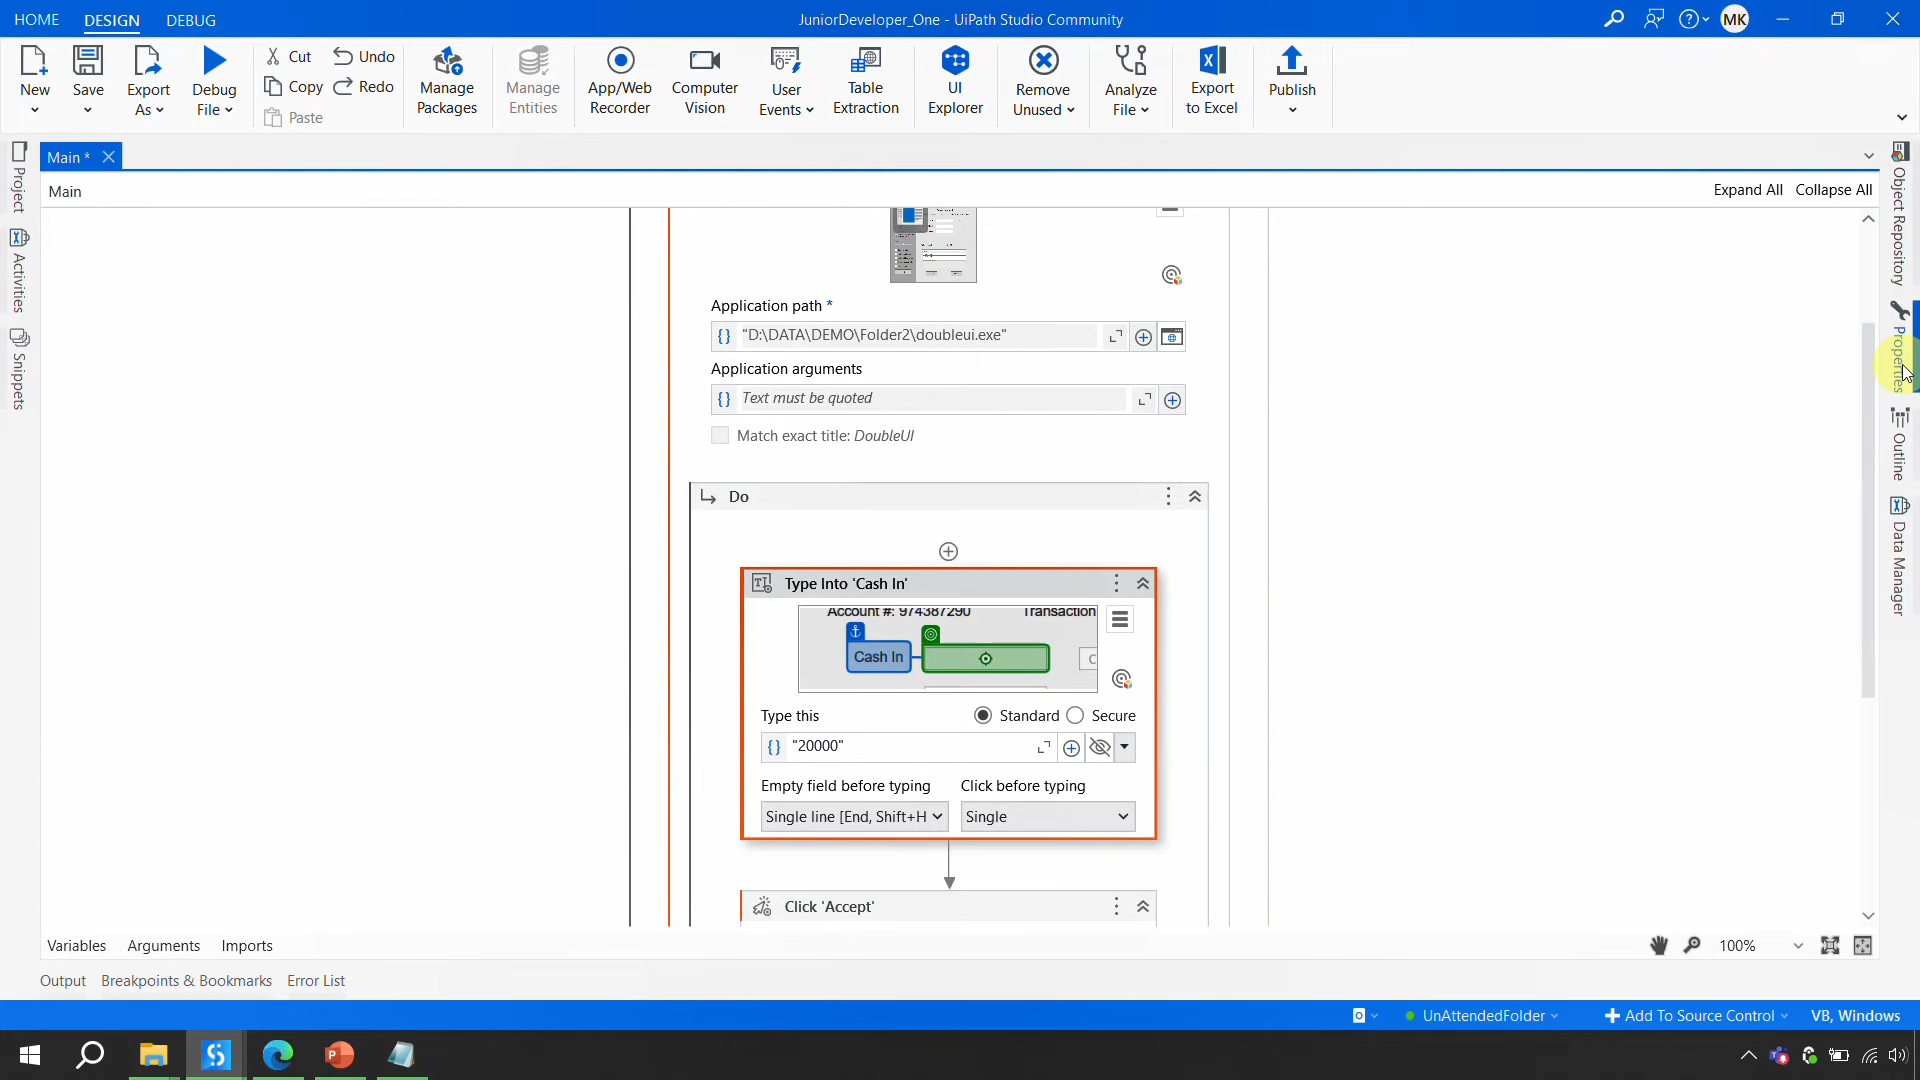 HOME DESIGN DEBUG
JuniorDeveloper_One - UiPath Studio Community
MK
New
Save
Export As
Debug File
Cut
Copy
Paste
Undo
Redo
Manage Packages
Manage Entities
App/Web Recorder
Computer Vision
User Events
Table Extraction
UI Explorer
Remove Unused
Analyze File
Export to Excel
Publish
Main *
Main
Expand All Collapse All
Project
Activities
Snippets
Object Repository
Properties
Outline
Data Manager
Application path *
"D:\DATA\DEMO\Folder2\doubleui.exe"
Application arguments
Text must be quoted
Match exact title: DoubleUI
Do
Type Into 'Cash In'
Account #: 974387290 Transaction
Cash In
C
Type this Standard Secure
"20000"
Empty field before typing Click before typing
Single line [End, Shift+H Single
Click 'Accept'
Variables Arguments Imports
100%
Output Breakpoints & Bookmarks Error List
UnAttendedFolder Add To Source Control VB, Windows